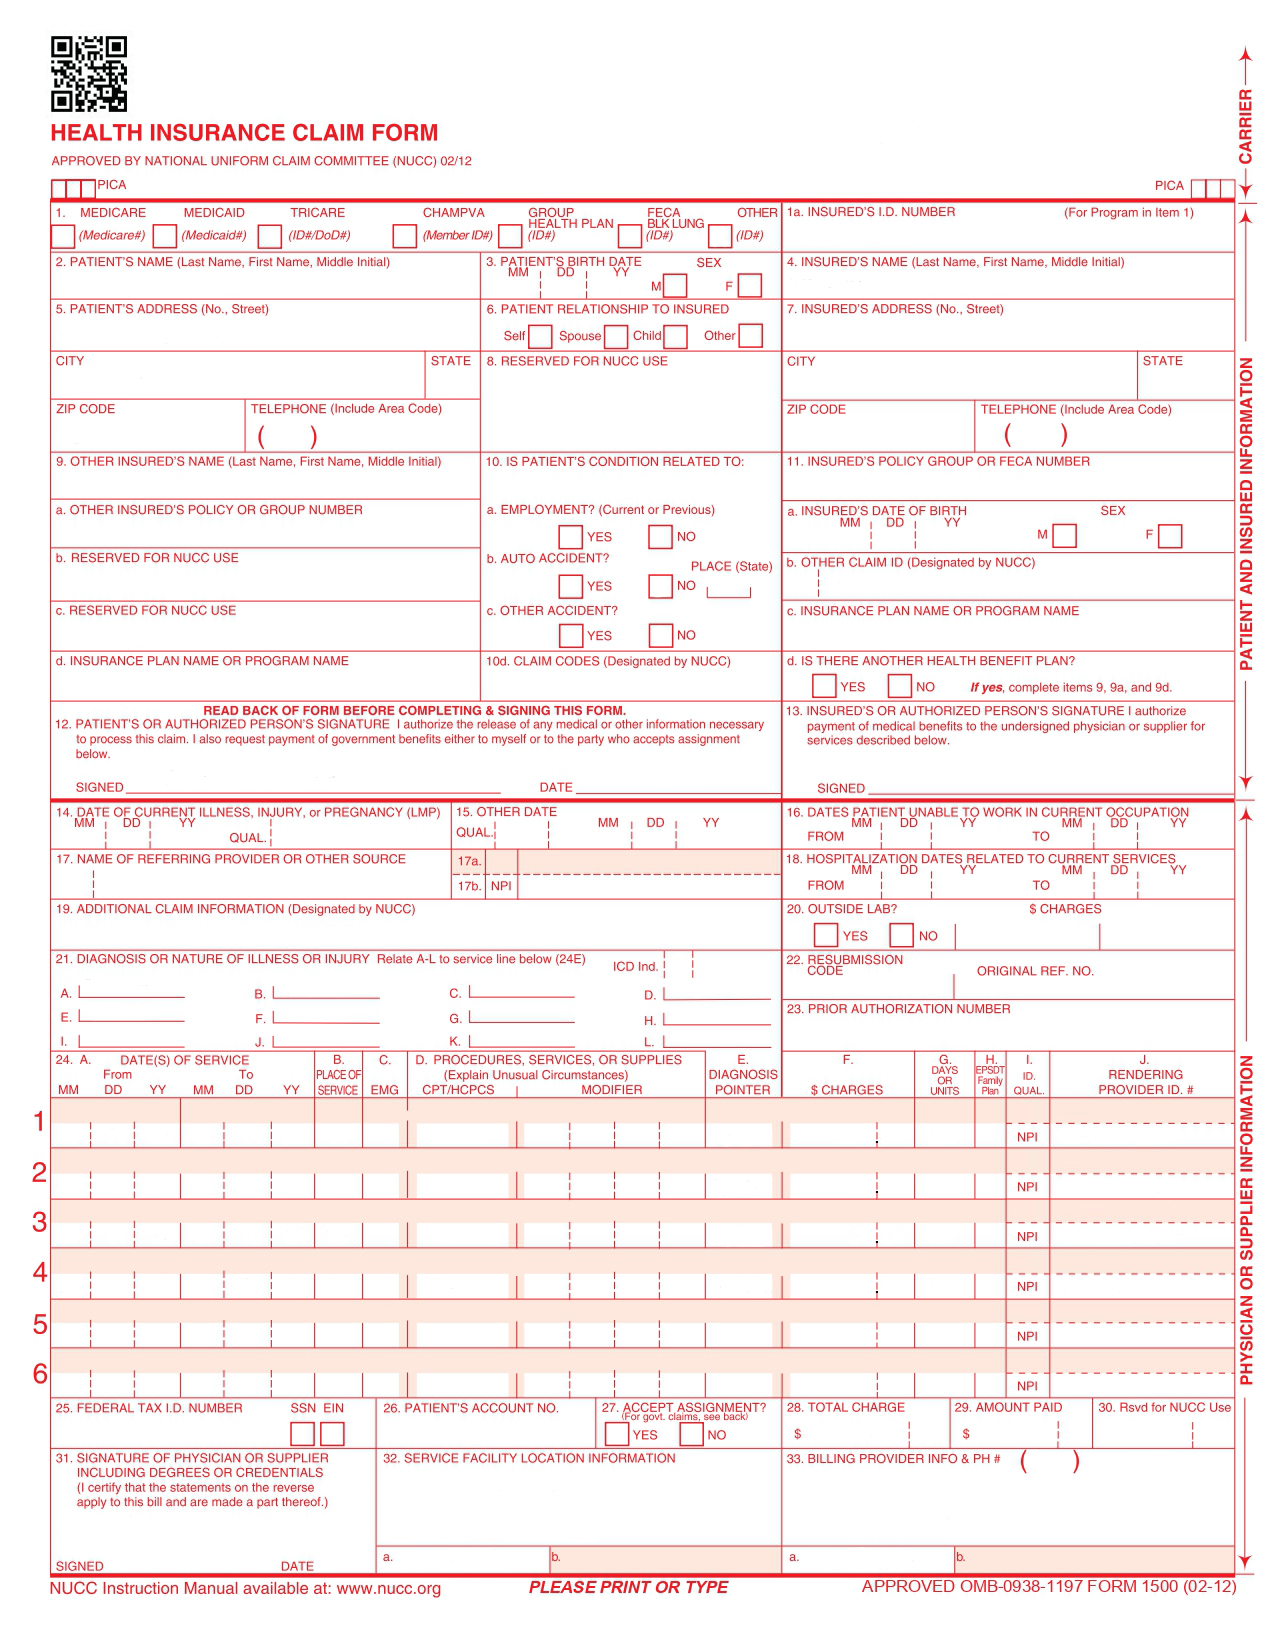 HEALTH INSURANCE CLAIM FORM
APPROVED BY NATIONAL UNIFORM CLAIM COMMITTEE (NUCC) 02/12
PICA
PICA
CARRIER
1. MEDICARE MEDICAID TRICARE CHAMPVA GROUP HEALTH PLAN FECA BLK LUNG OTHER
(Medicare#) (Medicaid#) (ID#/DoD#) (Member ID#) (ID#) (ID#) (ID#)
1a. INSURED'S I.D. NUMBER (For Program in Item 1)
2. PATIENT'S NAME (Last Name, First Name, Middle Initial)
3. PATIENT'S BIRTH DATE SEX
MM DD YY M F
4. INSURED'S NAME (Last Name, First Name, Middle Initial)
5. PATIENT'S ADDRESS (No., Street)
6. PATIENT RELATIONSHIP TO INSURED
Self Spouse Child Other
7. INSURED'S ADDRESS (No., Street)
CITY STATE
8. RESERVED FOR NUCC USE
CITY STATE
ZIP CODE TELEPHONE (Include Area Code)
( )
ZIP CODE TELEPHONE (Include Area Code)
( )
9. OTHER INSURED'S NAME (Last Name, First Name, Middle Initial)
10. IS PATIENT'S CONDITION RELATED TO:
11. INSURED'S POLICY GROUP OR FECA NUMBER
a. OTHER INSURED'S POLICY OR GROUP NUMBER
a. EMPLOYMENT? (Current or Previous)
YES NO
a. INSURED'S DATE OF BIRTH SEX
MM DD YY M F
b. RESERVED FOR NUCC USE
b. AUTO ACCIDENT?
PLACE (State)
YES NO
b. OTHER CLAIM ID (Designated by NUCC)
c. RESERVED FOR NUCC USE
c. OTHER ACCIDENT?
YES NO
c. INSURANCE PLAN NAME OR PROGRAM NAME
d. INSURANCE PLAN NAME OR PROGRAM NAME
10d. CLAIM CODES (Designated by NUCC)
d. IS THERE ANOTHER HEALTH BENEFIT PLAN?
YES NO If yes, complete items 9, 9a, and 9d.
READ BACK OF FORM BEFORE COMPLETING & SIGNING THIS FORM.
12. PATIENT'S OR AUTHORIZED PERSON'S SIGNATURE I authorize the release of any medical or other information necessary
to process this claim. I also request payment of government benefits either to myself or to the party who accepts assignment
below.
SIGNED DATE
13. INSURED'S OR AUTHORIZED PERSON'S SIGNATURE I authorize
payment of medical benefits to the undersigned physician or supplier for
services described below.
SIGNED
PATIENT AND INSURED INFORMATION
14. DATE OF CURRENT ILLNESS, INJURY, or PREGNANCY (LMP)
MM DD YY
QUAL.
15. OTHER DATE
QUAL. MM DD YY
16. DATES PATIENT UNABLE TO WORK IN CURRENT OCCUPATION
MM DD YY MM DD YY
FROM TO
17. NAME OF REFERRING PROVIDER OR OTHER SOURCE
17a.
17b. NPI
18. HOSPITALIZATION DATES RELATED TO CURRENT SERVICES
MM DD YY MM DD YY
FROM TO
19. ADDITIONAL CLAIM INFORMATION (Designated by NUCC)
20. OUTSIDE LAB? $ CHARGES
YES NO
21. DIAGNOSIS OR NATURE OF ILLNESS OR INJURY Relate A-L to service line below (24E)
ICD Ind.
A. B. C. D.
E. F. G. H.
I. J. K. L.
22. RESUBMISSION
CODE ORIGINAL REF. NO.
23. PRIOR AUTHORIZATION NUMBER
24. A. DATE(S) OF SERVICE
From To
MM DD YY MM DD YY
B.
PLACE OF
SERVICE
C.
EMG
D. PROCEDURES, SERVICES, OR SUPPLIES
(Explain Unusual Circumstances)
CPT/HCPCS MODIFIER
E.
DIAGNOSIS
POINTER
F.
$ CHARGES
G.
DAYS
OR
UNITS
H.
EPSDT
Family
Plan
I.
ID.
QUAL.
J.
RENDERING
PROVIDER ID. #
1
NPI
2
NPI
3
NPI
4
NPI
5
NPI
6
NPI
25. FEDERAL TAX I.D. NUMBER SSN EIN
26. PATIENT'S ACCOUNT NO.
27. ACCEPT ASSIGNMENT?
(For govt. claims, see back)
YES NO
28. TOTAL CHARGE
$
29. AMOUNT PAID
$
30. Rsvd for NUCC Use
31. SIGNATURE OF PHYSICIAN OR SUPPLIER
INCLUDING DEGREES OR CREDENTIALS
(I certify that the statements on the reverse
apply to this bill and are made a part thereof.)
SIGNED DATE
32. SERVICE FACILITY LOCATION INFORMATION
a. b.
33. BILLING PROVIDER INFO & PH # ( )
a. b.
PHYSICIAN OR SUPPLIER INFORMATION
NUCC Instruction Manual available at: www.nucc.org
PLEASE PRINT OR TYPE
APPROVED OMB-0938-1197 FORM 1500 (02-12)